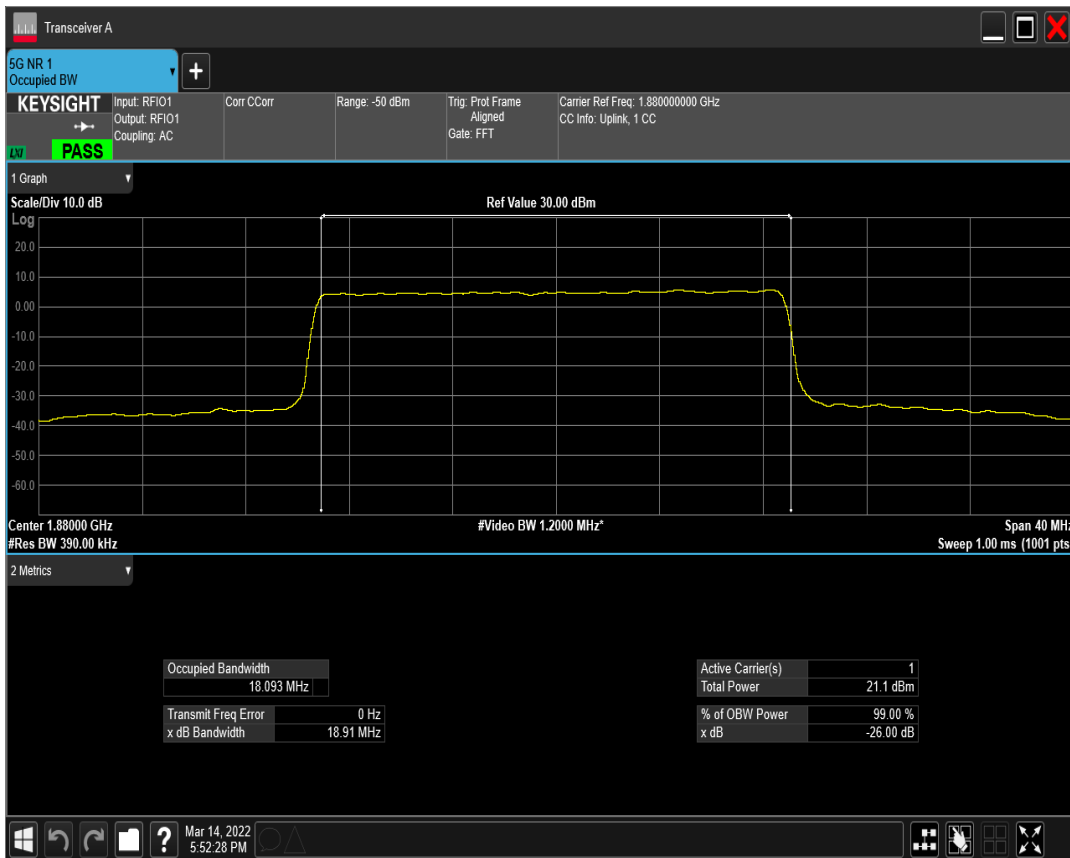 Transceiver A
5G NR 1
Occupied BW
+
KEYSIGHT
LXI
PASS
Input: RFIO1
Output: RFIO1
Coupling: AC
Corr CCorr
Range: -50 dBm
Trig: Prot Frame
Aligned
Gate: FFT
Carrier Ref Freq: 1.880000000 GHz
CC Info: Uplink, 1 CC
1 Graph
Scale/Div 10.0 dB
Ref Value 30.00 dBm
Log
20.0
10.0
0.00
-10.0
-20.0
-30.0
-40.0
-50.0
-60.0
Center 1.88000 GHz
#Video BW 1.2000 MHz*
Span 40 MHz
#Res BW 390.00 kHz
Sweep 1.00 ms (1001 pts
2 Metrics
Occupied Bandwidth
18.093 MHz
Active Carrier(s) 1
Total Power 21.1 dBm
Transmit Freq Error 0 Hz
x dB Bandwidth 18.91 MHz
% of OBW Power 99.00 %
x dB -26.00 dB
?
Mar 14, 2022
5:52:28 PM